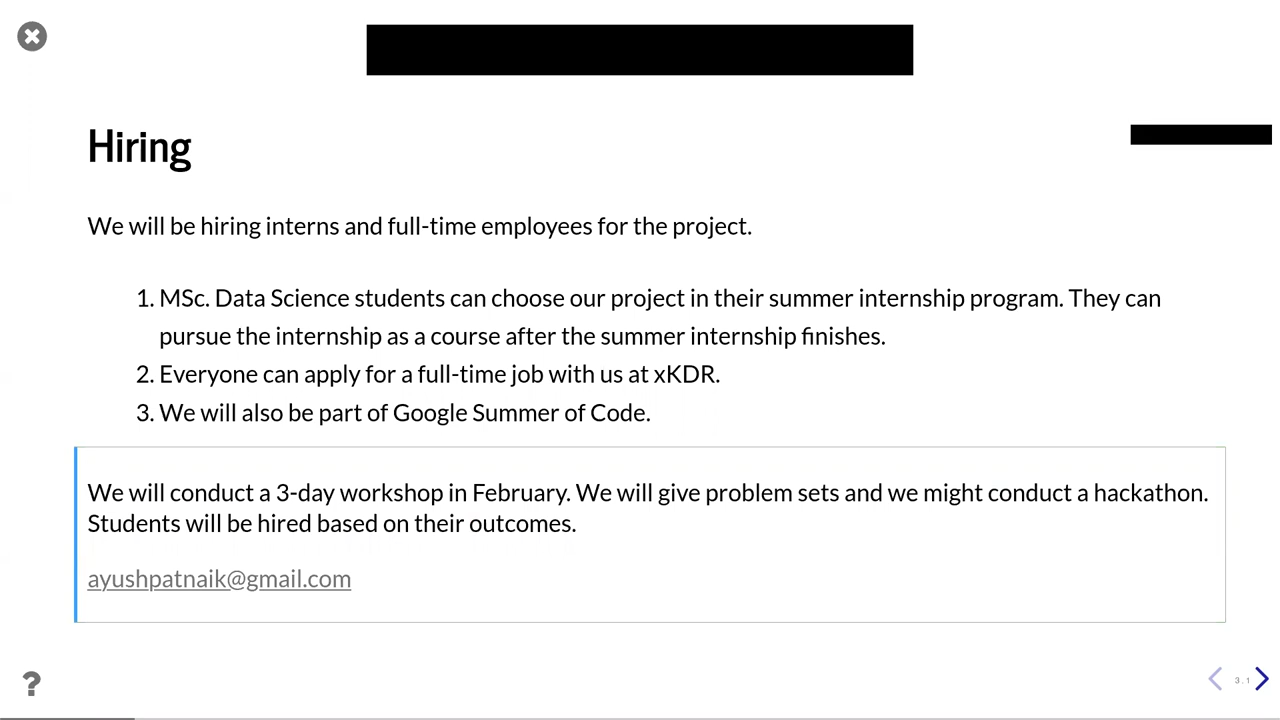 Hiring
We will be hiring interns and full-time employees for the project.
1. MSc. Data Science students can choose our project in their summer internship program. They can
pursue the internship as a course after the summer internship finishes.
2. Everyone can apply for a full-time job with us at xKDR.
3. We will also be part of Google Summer of Code.
We will conduct a 3-day workshop in February. We will give problem sets and we might conduct a hackathon.
Students will be hired based on their outcomes.
ayushpatnaik@gmail.com
?
3.1